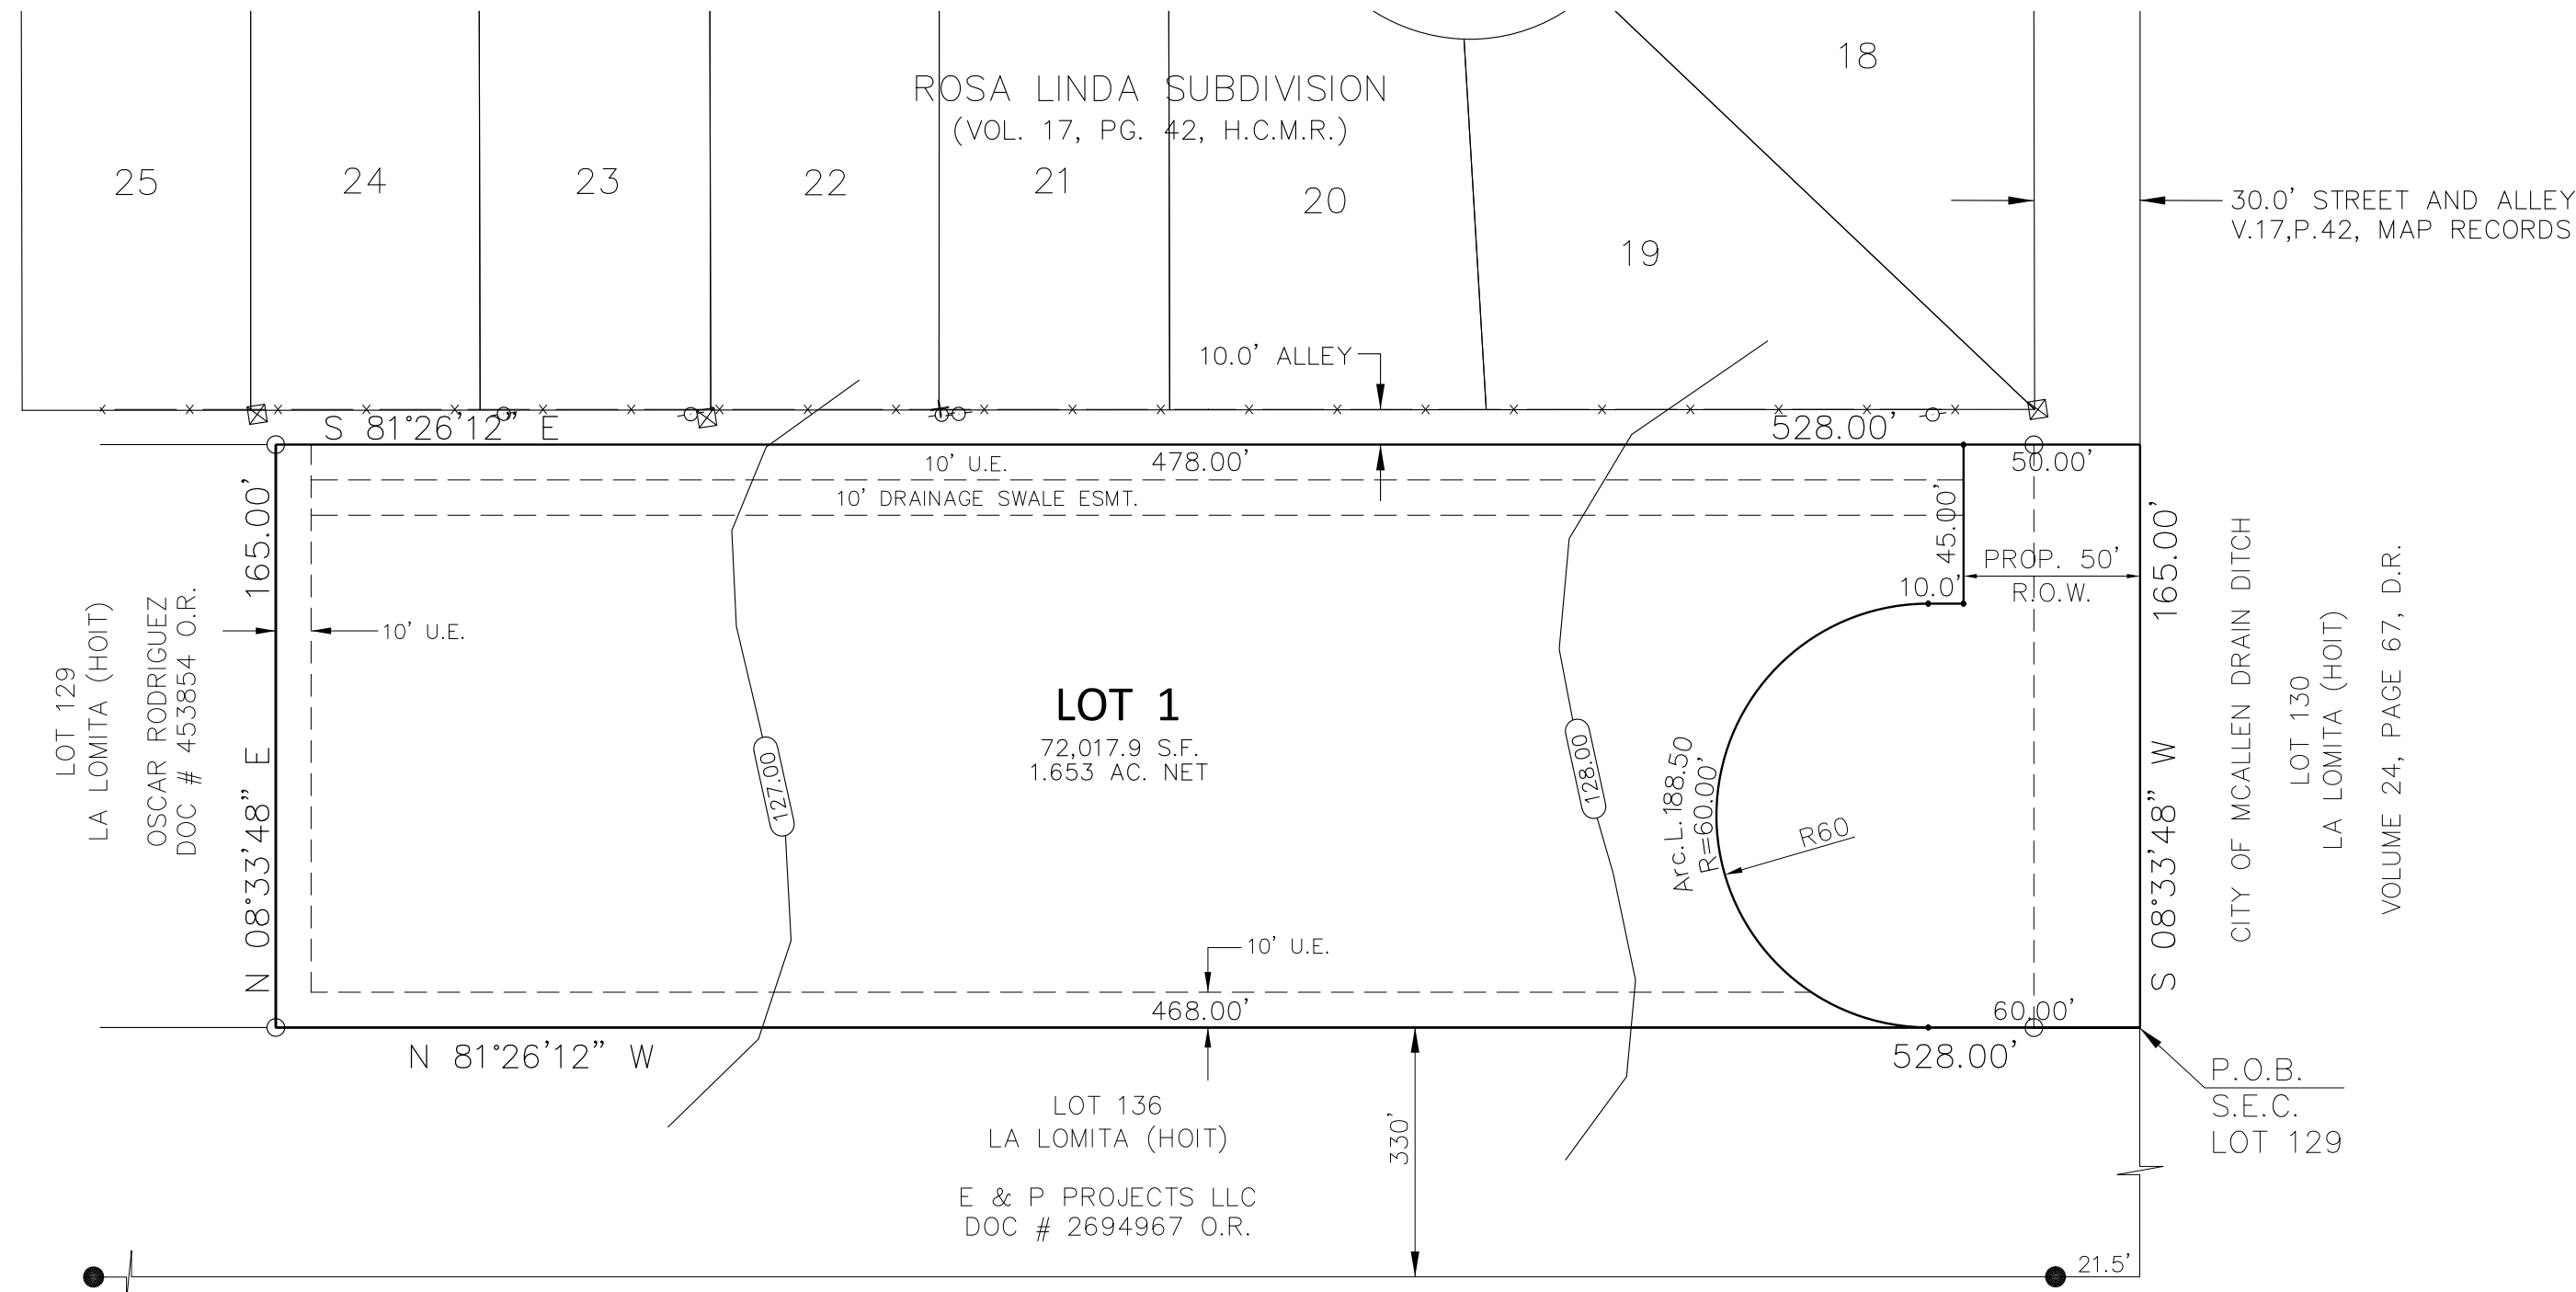 18
ROSA LINDA SUBDIVISION
(VOL. 17, PG. 42, H.C.M.R.)
25
24
23
22
21
20
19
30.0' STREET AND ALLEY
V.17,P.42, MAP RECORDS
10.0' ALLEY
S 81°26'12" E
528.00'
10' U.E.
478.00'
50.00'
10' DRAINAGE SWALE ESMT.
165.00'
45.00'
PROP. 50'
R.O.W.
10.0'
165.00'
10' U.E.
LOT 129
LA LOMITA (HOIT)
OSCAR RODRIGUEZ
DOC # 453854 O.R.
N 08°33'48" E
LOT 1
72,017.9 S.F.
1.653 AC. NET
127.00
128.00
Arc.L.188.50
R=60.00'
R60
S 08°33'48" W
CITY OF MCALLEN DRAIN DITCH
LOT 130
LA LOMITA (HOIT)
VOLUME 24, PAGE 67, D.R.
10' U.E.
468.00'
60.00'
N 81°26'12" W
528.00'
P.O.B.
S.E.C.
LOT 129
LOT 136
LA LOMITA (HOIT)
330'
E & P PROJECTS LLC
DOC # 2694967 O.R.
21.5'